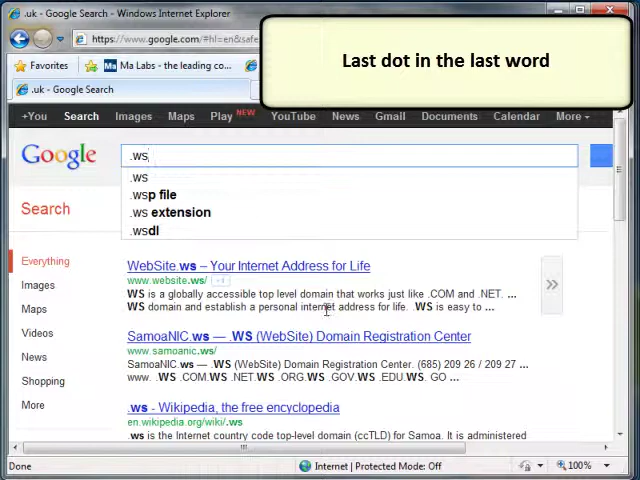 .uk - Google Search - Windows Internet Explorer
https://www.google.com/#hl=en&safe
Last dot in the last word
Favorites
Ma Labs - the leading co...
.uk - Google Search
+You Search Images Maps Play NEW YouTube News Gmail Documents Calendar More
Google
.ws
.ws
.wsp file
.ws extension
.wsdl
Search
Everything
Images
Maps
Videos
News
Shopping
More
WebSite.ws – Your Internet Address for Life
www.website.ws/ +1
WS is a globally accessible top level domain that works just like .COM and .NET. ...
WS domain and establish a personal internet address for life. .WS is easy to ...
SamoaNIC.ws — .WS (WebSite) Domain Registration Center
www.samoanic.ws/
SamoaNIC.ws — .WS (WebSite) Domain Registration Center. (685) 209 26 / 209 27 ...
www. .WS .COM.WS .NET.WS .ORG.WS .GOV.WS .EDU.WS. GO ...
.ws - Wikipedia, the free encyclopedia
en.wikipedia.org/wiki/.ws
.ws is the Internet country code top-level domain (ccTLD) for Samoa. It is administered
Done
Internet | Protected Mode: Off
100%